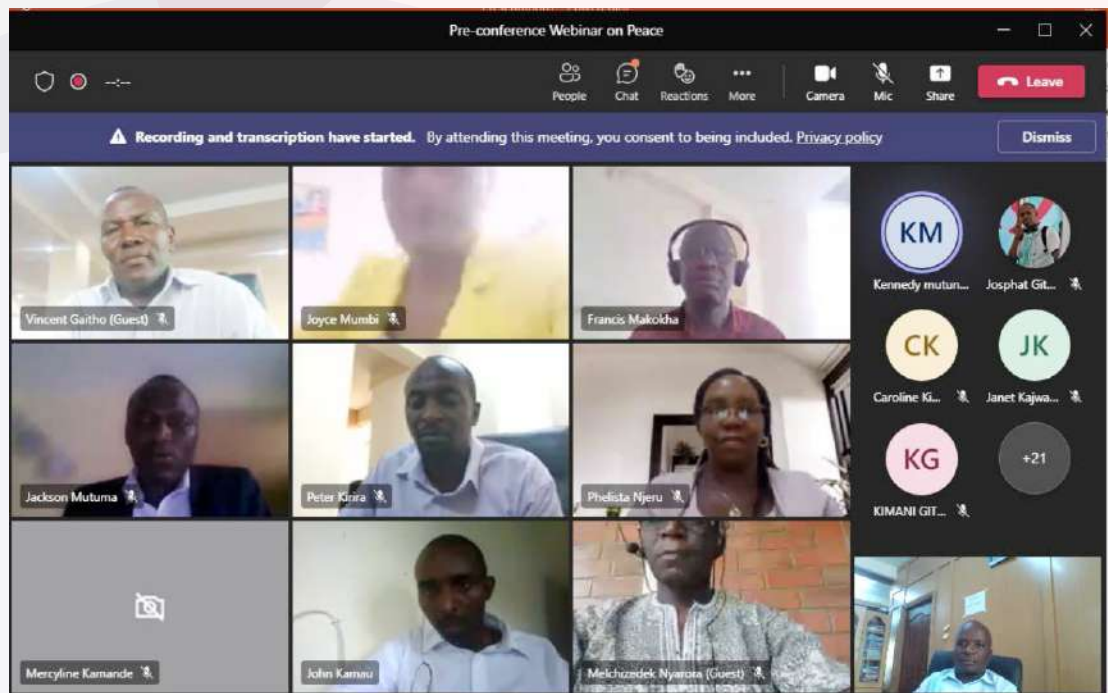 Pre-conference Webinar on Peace
--:--
People
Chat
Reactions
More
Camera
Mic
Share
Leave
Recording and transcription have started. By attending this meeting, you consent to being included. Privacy policy
Dismiss
Vincent Gaitho (Guest)
Joyce Mumbi
Francis Makokha
KM
Kennedy mutun...
Josphat Git...
CK
Caroline Ki...
JK
Janet Kajwa...
Jackson Mutuma
Peter Kirira
Phelista Njeru
KG
KIMANI GIT...
+21
Mercyline Kamande
John Kamau
Melchizedek Nyarora (Guest)